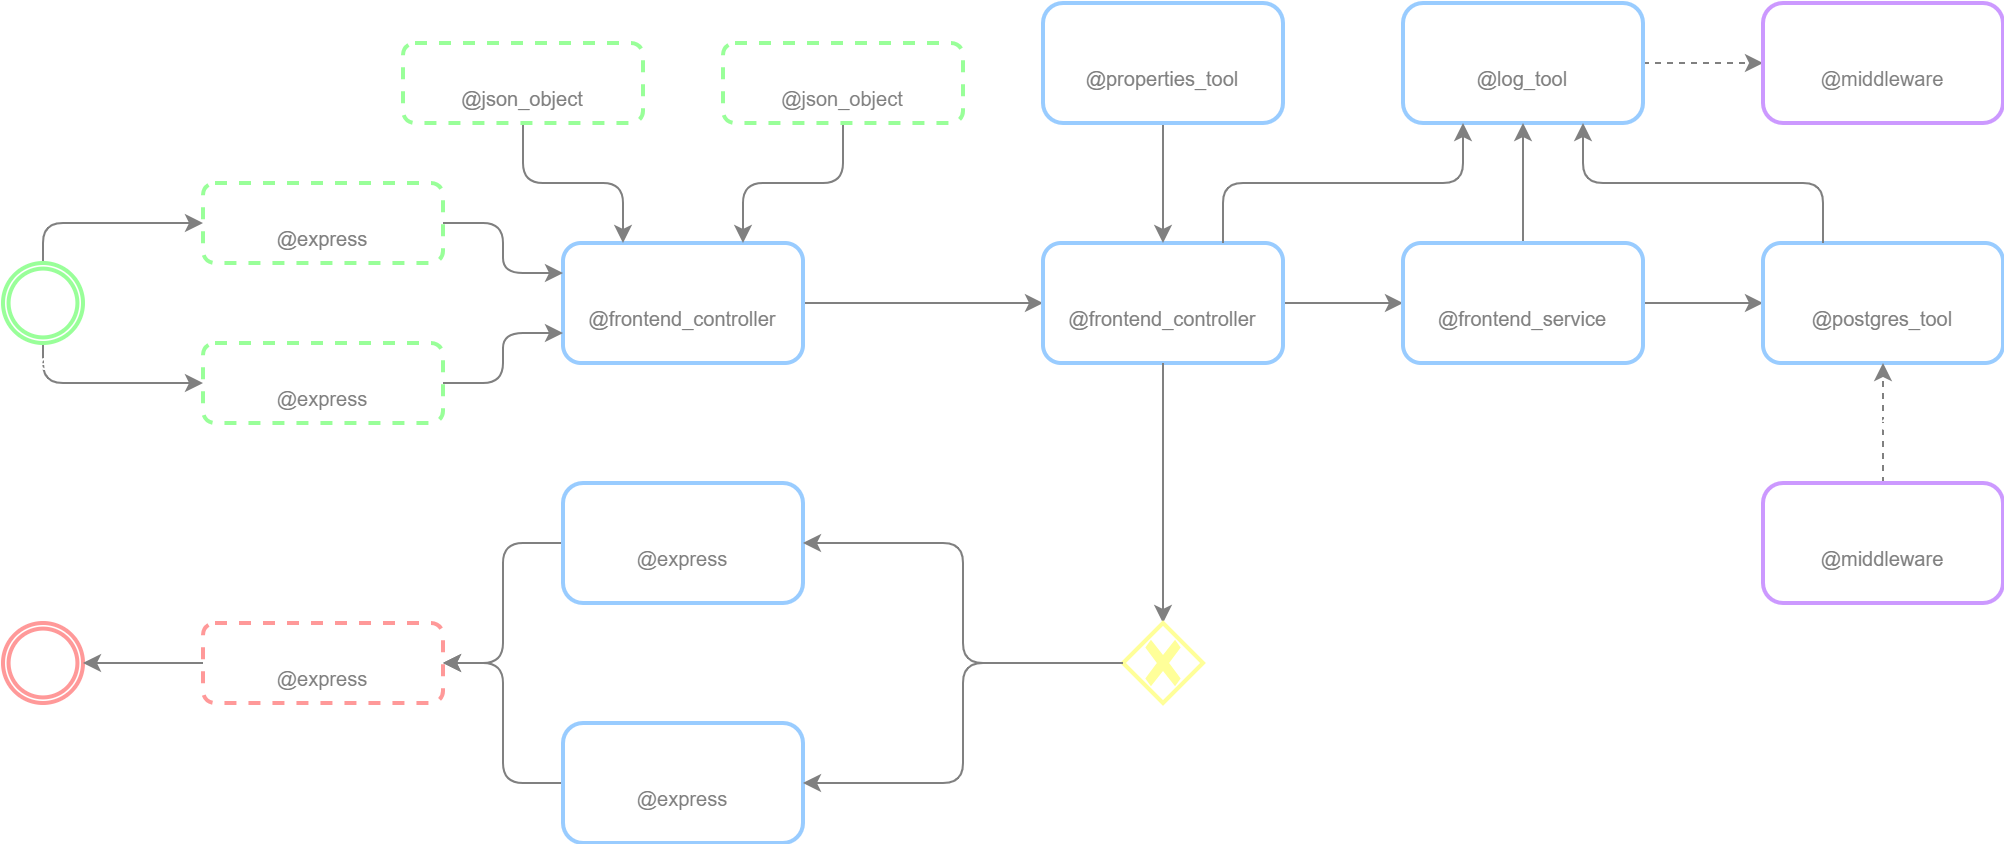 @properties_tool
@log_tool
@middleware
@json_object
@json_object
@express
@frontend_controller
@frontend_controller
@frontend_service
@postgres_tool
@express
@express
@middleware
@express
@express